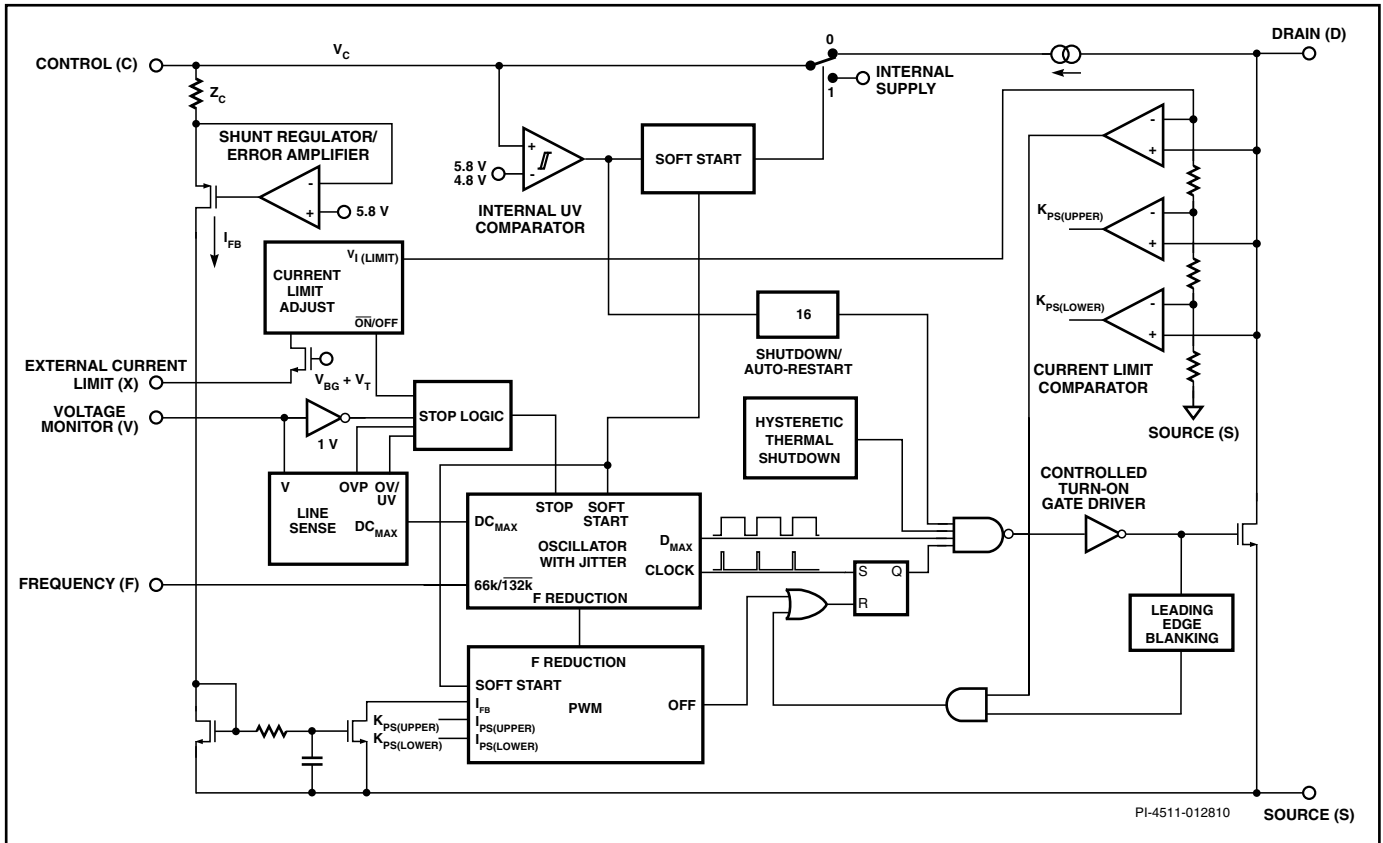 DRAIN (D)
0
V_C
CONTROL (C)
INTERNAL
SUPPLY
1
Z_C
SHUNT REGULATOR/
ERROR AMPLIFIER
-
+
5.8 V
I_FB
+
-
5.8 V
4.8 V
INTERNAL UV
COMPARATOR
SOFT START
-
+
K_PS(UPPER)
-
+
K_PS(LOWER)
-
+
CURRENT LIMIT
COMPARATOR
SOURCE (S)
V_I (LIMIT)
CURRENT
LIMIT
ADJUST
O̅N̅/OFF
16
SHUTDOWN/
AUTO-RESTART
EXTERNAL CURRENT
LIMIT (X)
V_BG + V_T
VOLTAGE
MONITOR (V)
1 V
STOP LOGIC
HYSTERETIC
THERMAL
SHUTDOWN
CONTROLLED
TURN-ON
GATE DRIVER
V
OVP
OV/
UV
LINE
SENSE
DC_MAX
STOP
SOFT
START
DC_MAX
OSCILLATOR
WITH JITTER
D_MAX
CLOCK
66k/1̅3̅2̅k̅
F REDUCTION
FREQUENCY (F)
S
Q
R
LEADING
EDGE
BLANKING
F REDUCTION
SOFT START
I_FB
PWM
OFF
K_PS(UPPER)
I_PS(UPPER)
K_PS(LOWER)
I_PS(LOWER)
PI-4511-012810
SOURCE (S)